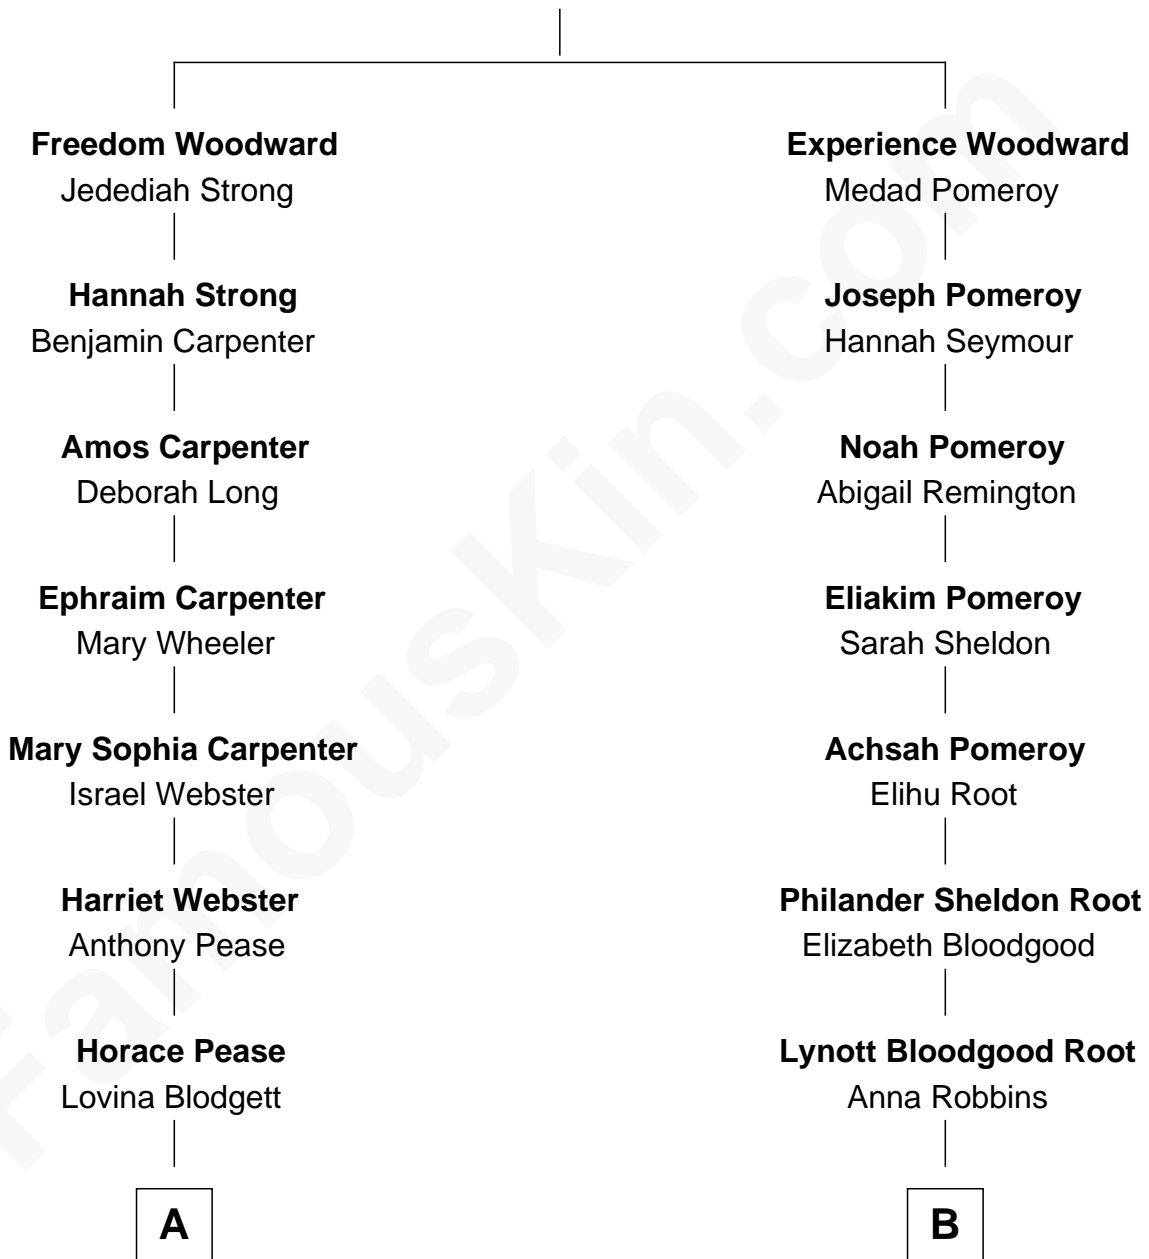 Freedom Woodward
Jedediah Strong
Hannah Strong
Benjamin Carpenter
Amos Carpenter
Deborah Long
Ephraim Carpenter
Mary Wheeler
Mary Sophia Carpenter
Israel Webster
Harriet Webster
Anthony Pease
Horace Pease
Lovina Blodgett
A
Experience Woodward
Medad Pomeroy
Joseph Pomeroy
Hannah Seymour
Noah Pomeroy
Abigail Remington
Eliakim Pomeroy
Sarah Sheldon
Achsah Pomeroy
Elihu Root
Philander Sheldon Root
Elizabeth Bloodgood
Lynott Bloodgood Root
Anna Robbins
B
FamousKin.com